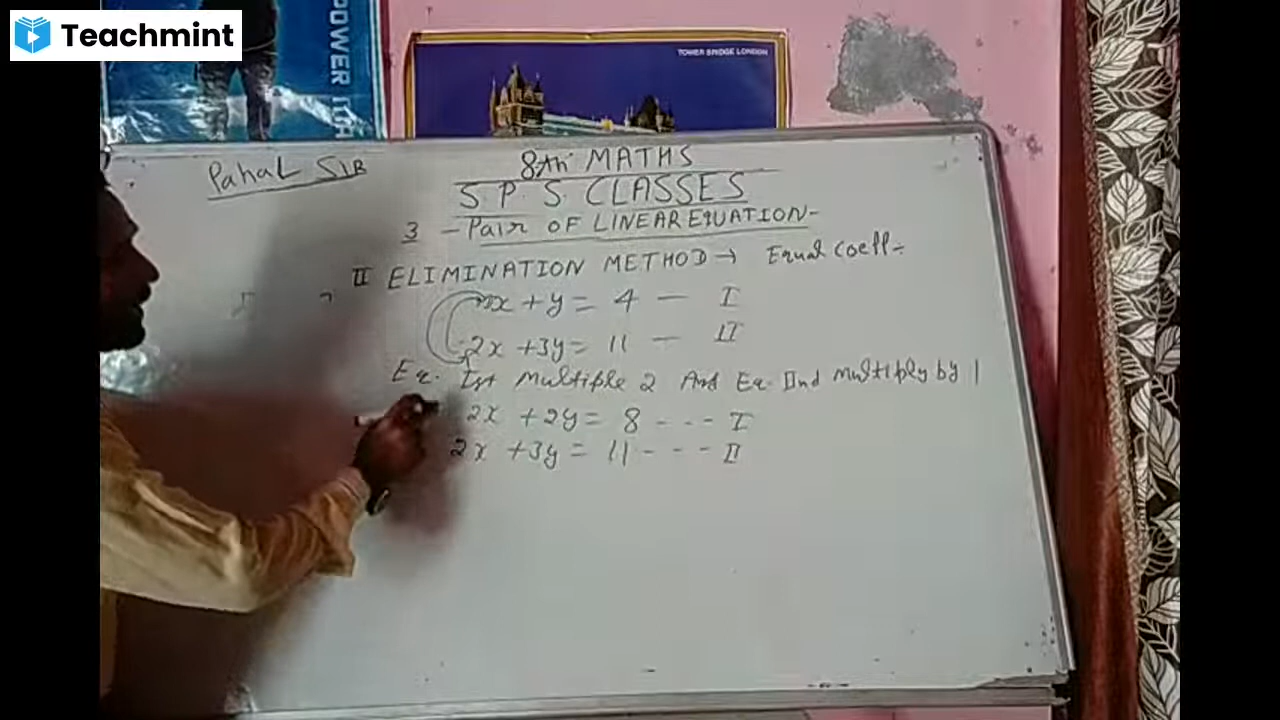 Teachmint
POWER
TOWER BRIDGE LONDON
Pahal SIR
8th MATHS
S. P. S. CLASSES
3 - Pair OF LINEAR EQUATION-
II ELIMINATION METHOD → Equal coeff-
x + y = 4 — I
2x + 3y = 11 — II
Eq. Ist Multiple 2 And Eq. IInd multiply by 1
2x + 2y = 8 --- I
2x + 3y = 11 --- II